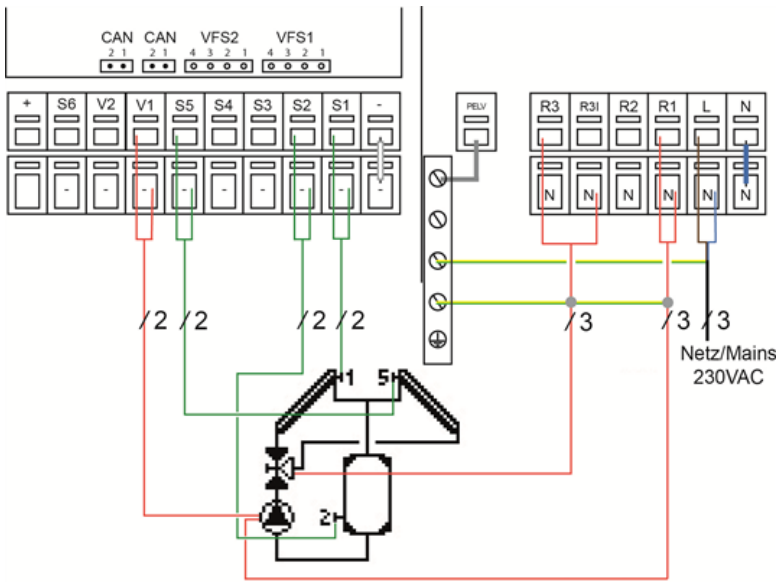 CAN CAN VFS2 VFS1
2 1 2 1 4 3 2 1 4 3 2 1
+ S6 V2 V1 S5 S4 S3 S2 S1 -
- - - - - - - - -
PELV
R3 R3I R2 R1 L N
N N N N N N
/2 /2 /2 /2
/3 /3 /3
Netz/Mains
230VAC
1 5
2